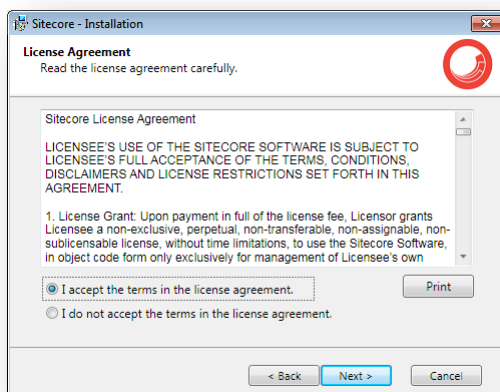 Sitecore - Installation
License Agreement
Read the license agreement carefully.
Sitecore License Agreement
LICENSEE'S USE OF THE SITECORE SOFTWARE IS SUBJECT TO
LICENSEE'S FULL ACCEPTANCE OF THE TERMS, CONDITIONS,
DISCLAIMERS AND LICENSE RESTRICTIONS SET FORTH IN THIS
AGREEMENT.
1. License Grant: Upon payment in full of the license fee, Licensor grants
Licensee a non-exclusive, perpetual, non-transferable, non-assignable, non-
sublicensable license, without time limitations, to use the Sitecore Software,
in object code form only exclusively for management of Licensee's own
I accept the terms in the license agreement.
Print
I do not accept the terms in the license agreement.
< Back
Next >
Cancel